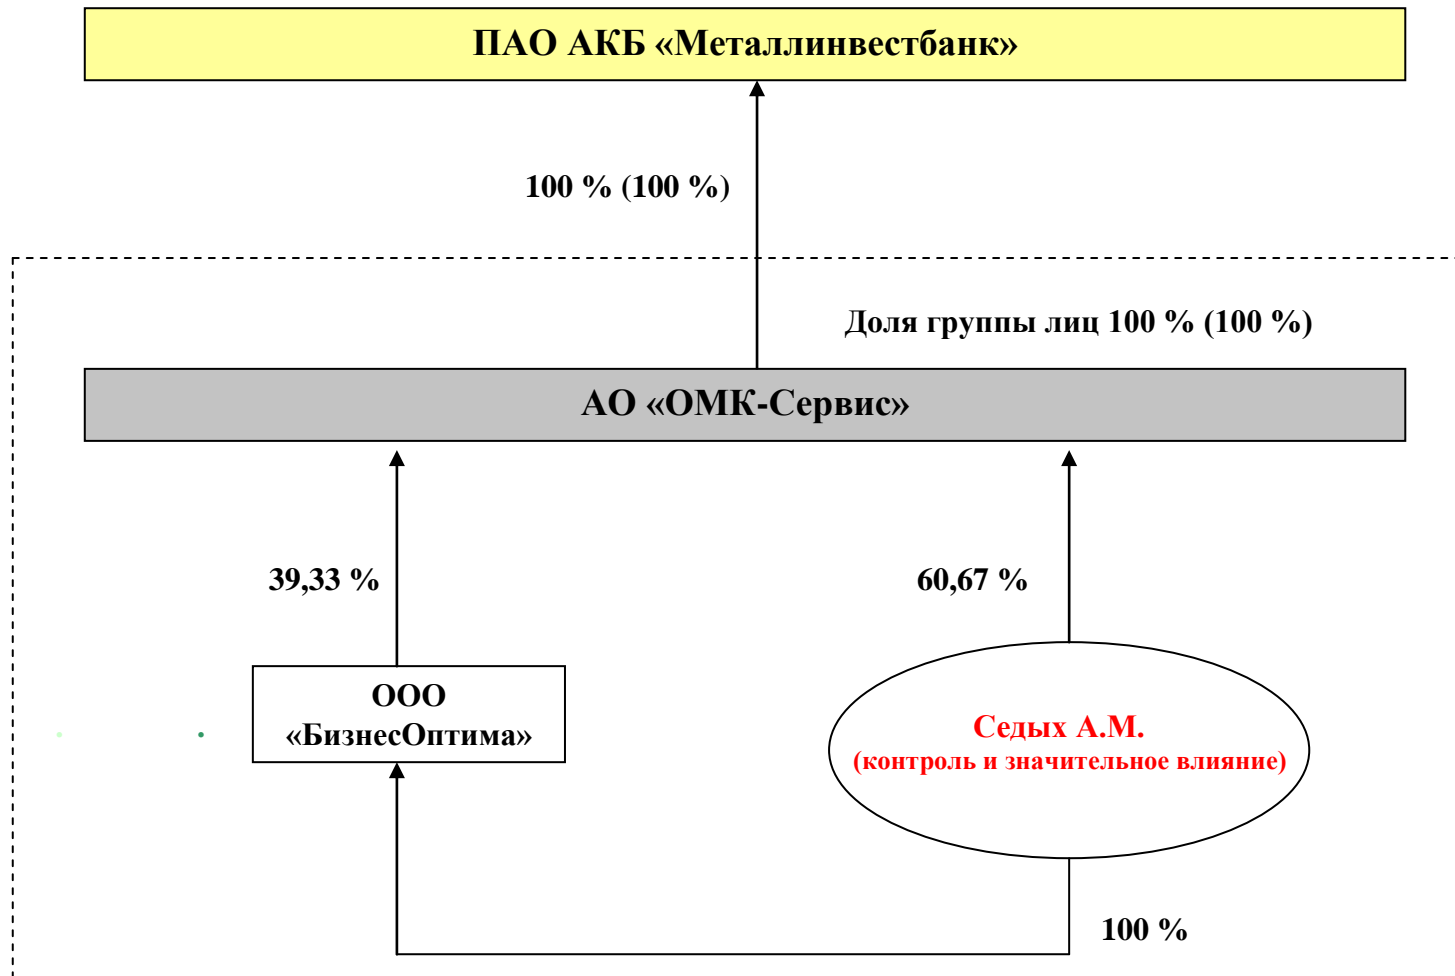 ПАО АКБ «Металлинвестбанк»
100 % (100 %)
Доля группы лиц 100 % (100 %)
АО «ОМК-Сервис»
39,33 %
60,67 %
ООО
«БизнесОптима»
Седых А.М.
(контроль и значительное влияние)
100 %